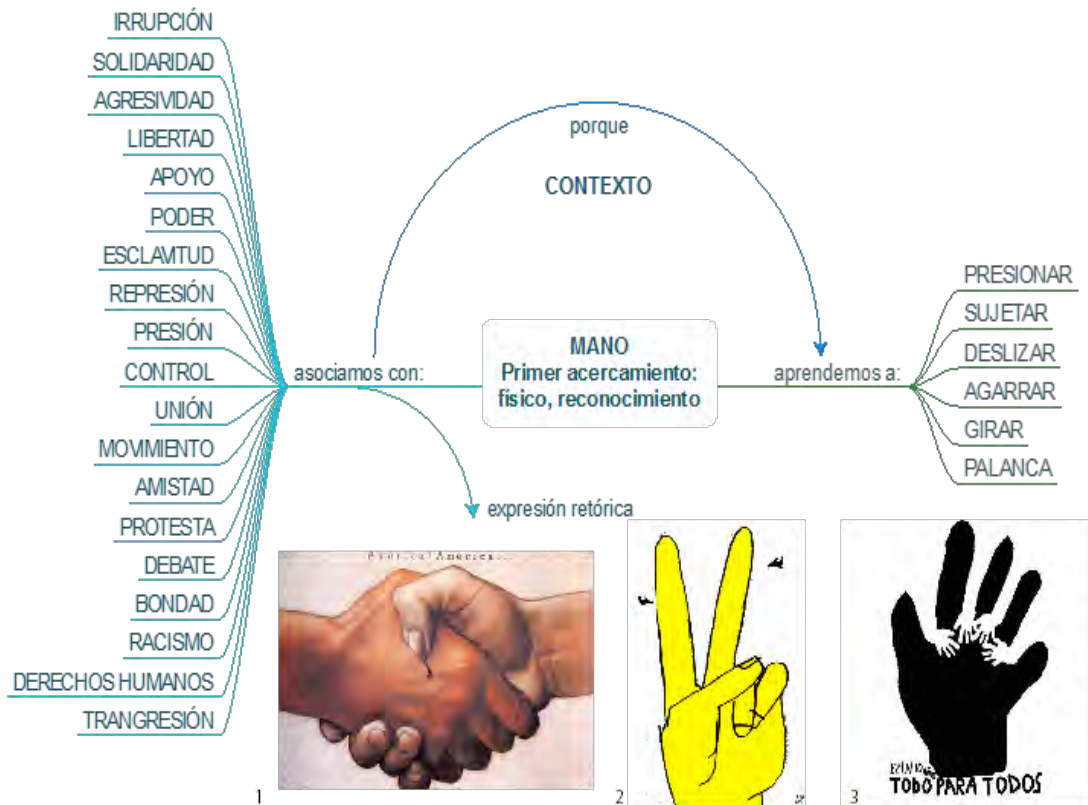 IRRUPCIÓN
SOLIDARIDAD
AGRESIVIDAD
LIBERTAD
APOYO
PODER
ESCLAVITUD
REPRESIÓN
PRESIÓN
CONTROL
UNIÓN
MOVIMIENTO
AMISTAD
PROTESTA
DEBATE
BONDAD
RACISMO
DERECHOS HUMANOS
TRANGRESIÓN
asociamos con:
porque
CONTEXTO
MANO
Primer acercamiento:
físico, reconocimiento
aprendemos a:
PRESIONAR
SUJETAR
DESLIZAR
AGARRAR
GIRAR
PALANCA
expresión retórica
América...
1
2
3
TODO PARA TODOS